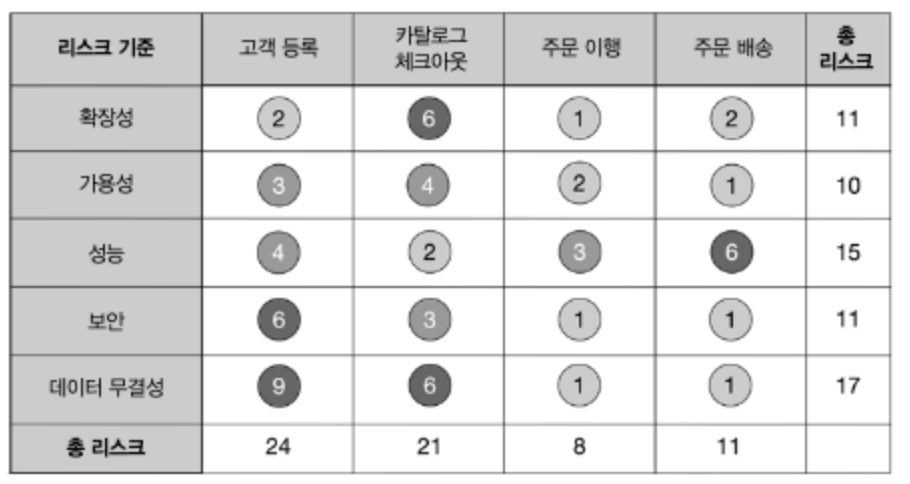 리스크 기준 고객 등록 카탈로그 체크아웃 주문 이행 주문 배송 총 리스크
확장성 2 6 1 2 11
가용성 3 4 2 1 10
성능 4 2 3 6 15
보안 6 3 1 1 11
데이터 무결성 9 6 1 1 17
총 리스크 24 21 8 11